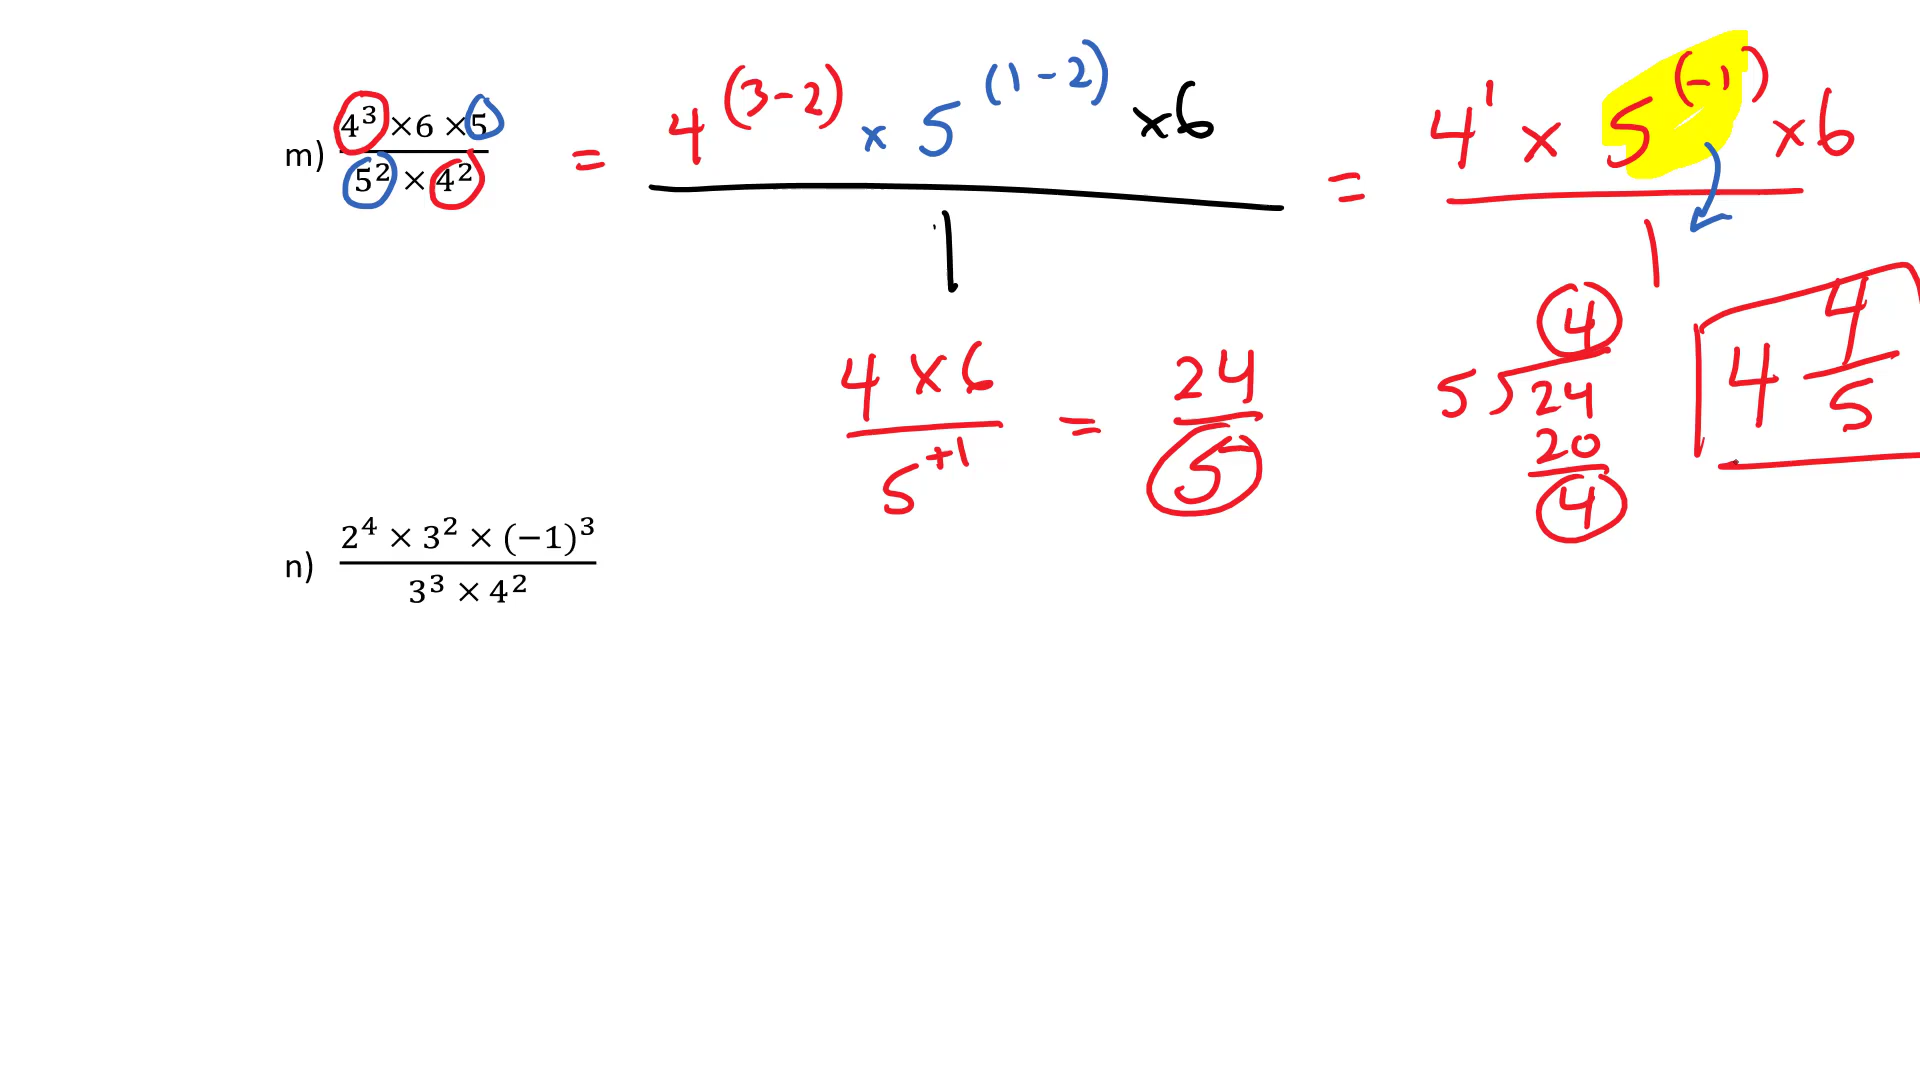 m) 4³ ×6 ×5 / 5² × 4² = 4^(3-2) × 5^(1-2) ×6 / 1 = 4¹ × 5^(-1) ×6 / 1
4 × 6 / 5^+1 = 24 / 5
4
5 ) 24
20
4
4 4/5
n) 2⁴ × 3² × (−1)³ / 3³ × 4²